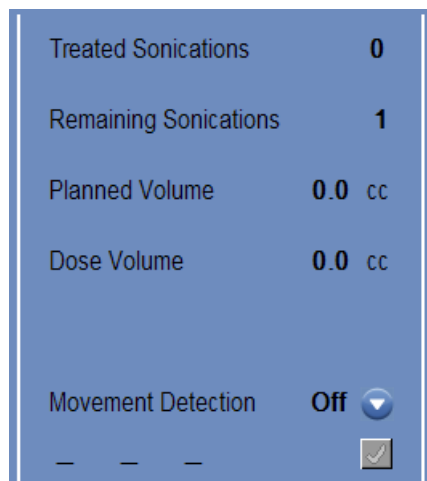 Treated Sonications 0
Remaining Sonications 1
Planned Volume 0.0 cc
Dose Volume 0.0 cc
Movement Detection Off
_ _ _